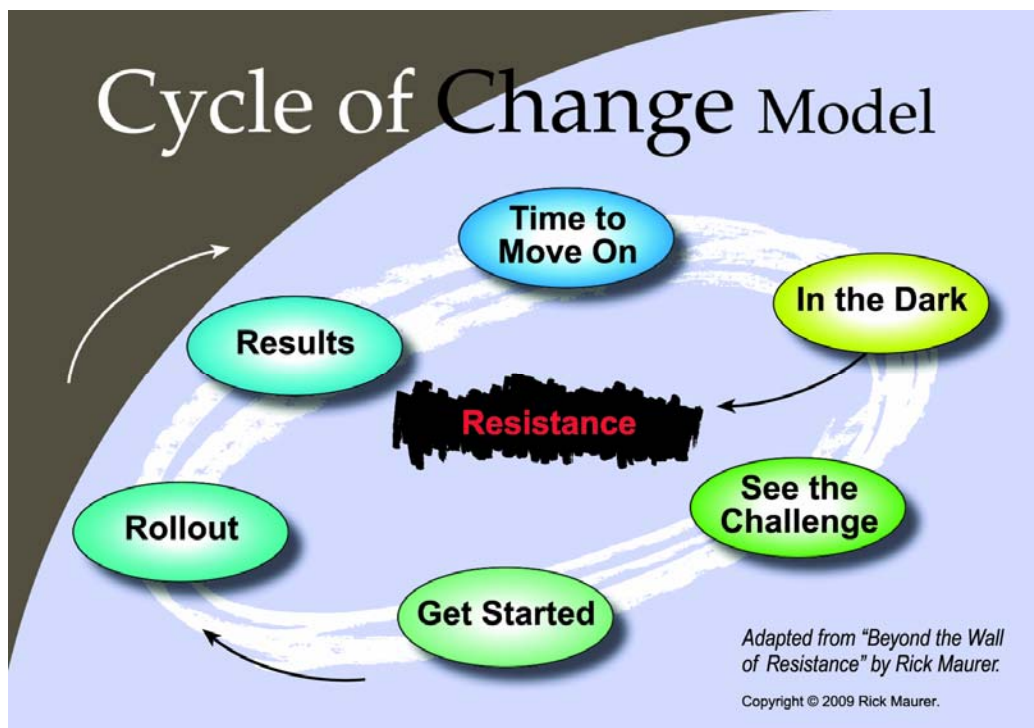 Cycle of Change Model
Time to
Move On
In the Dark
Results
Resistance
See the
Challenge
Rollout
Get Started
Adapted from “Beyond the Wall
of Resistance” by Rick Maurer.
Copyright © 2009 Rick Maurer.